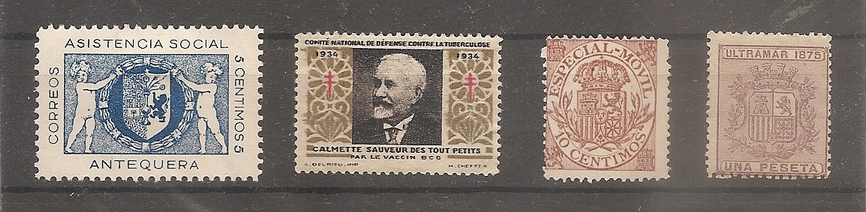 ASISTENCIA SOCIAL
CORREOS
5 CENTIMOS 5
ANTEQUERA
COMITÉ NATIONAL DE DÉFENSE CONTRE LA TUBERCULOSE
1934 1934
CALMETTE SAUVEUR DES TOUT PETITS
PAR LE VACCIN BCG
ESPECIAL-MOVIL
10 CENTIMOS
ULTRAMAR 1875
UNA PESETA